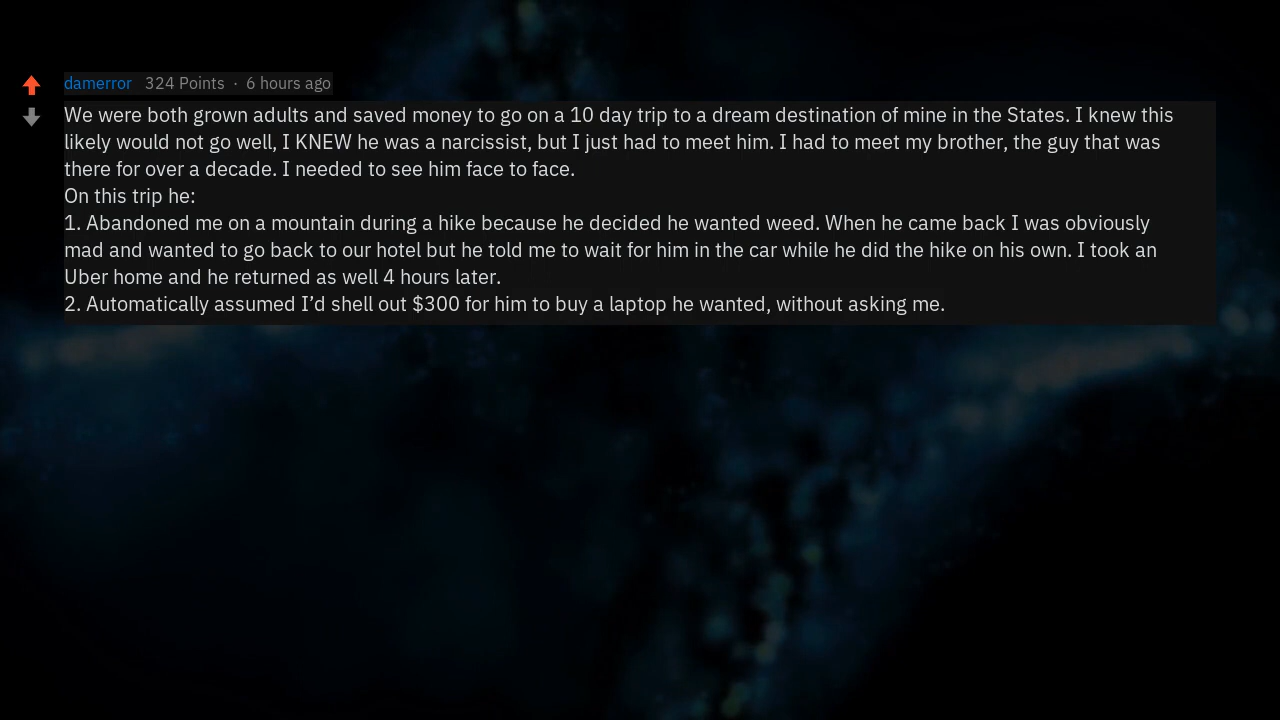 damerror 324 Points · 6 hours ago
We were both grown adults and saved money to go on a 10 day trip to a dream destination of mine in the States. I knew this
likely would not go well, I KNEW he was a narcissist, but I just had to meet him. I had to meet my brother, the guy that was
there for over a decade. I needed to see him face to face.
On this trip he:
1. Abandoned me on a mountain during a hike because he decided he wanted weed. When he came back I was obviously
mad and wanted to go back to our hotel but he told me to wait for him in the car while he did the hike on his own. I took an
Uber home and he returned as well 4 hours later.
2. Automatically assumed I’d shell out $300 for him to buy a laptop he wanted, without asking me.